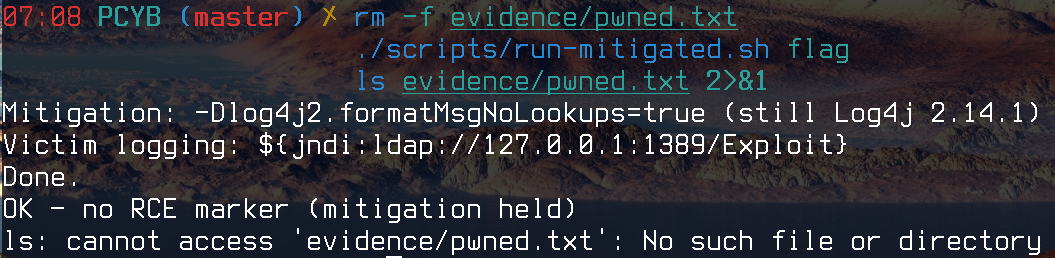 07:08 PCYB (master) ✗ rm -f evidence/pwned.txt
./scripts/run-mitigated.sh flag
ls evidence/pwned.txt 2>&1
Mitigation: -Dlog4j2.formatMsgNoLookups=true (still Log4j 2.14.1)
Victim logging: ${jndi:ldap://127.0.0.1:1389/Exploit}
Done.
OK - no RCE marker (mitigation held)
ls: cannot access 'evidence/pwned.txt': No such file or directory